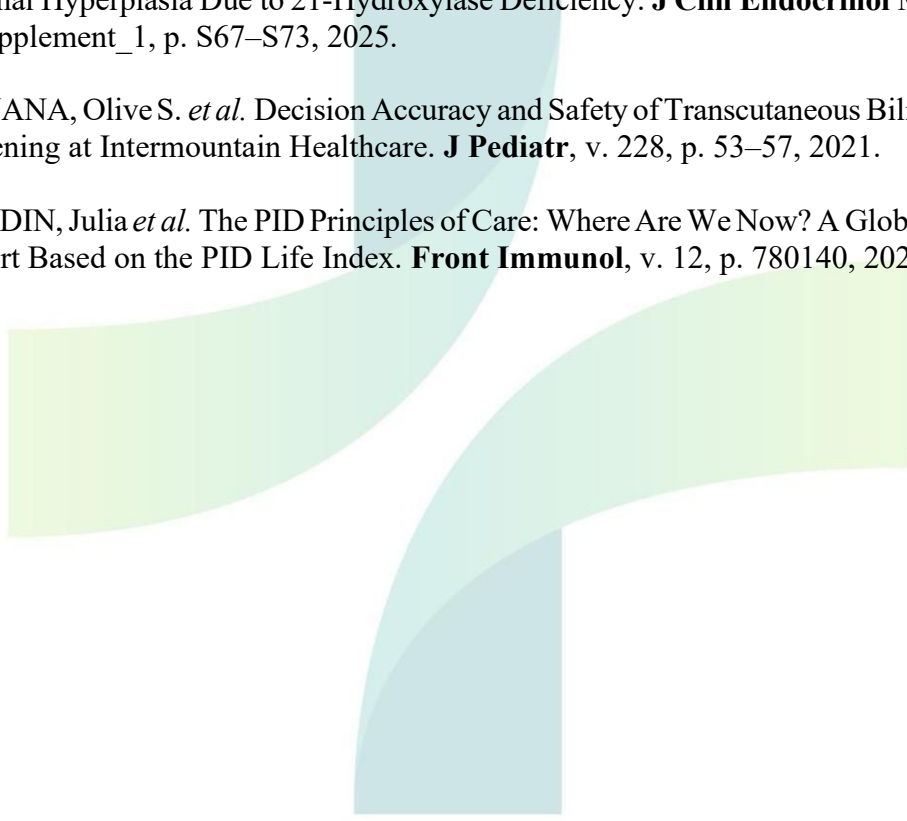 nal Hyperplasia Due to 21-Hydroxylase Deficiency. J Clin Endocrinol
pplement_1, p. S67–S73, 2025.
ANA, Olive S. et al. Decision Accuracy and Safety of Transcutaneous Bili
ening at Intermountain Healthcare. J Pediatr, v. 228, p. 53–57, 2021.
DIN, Julia et al. The PID Principles of Care: Where Are We Now? A Glob
rt Based on the PID Life Index. Front Immunol, v. 12, p. 780140, 202